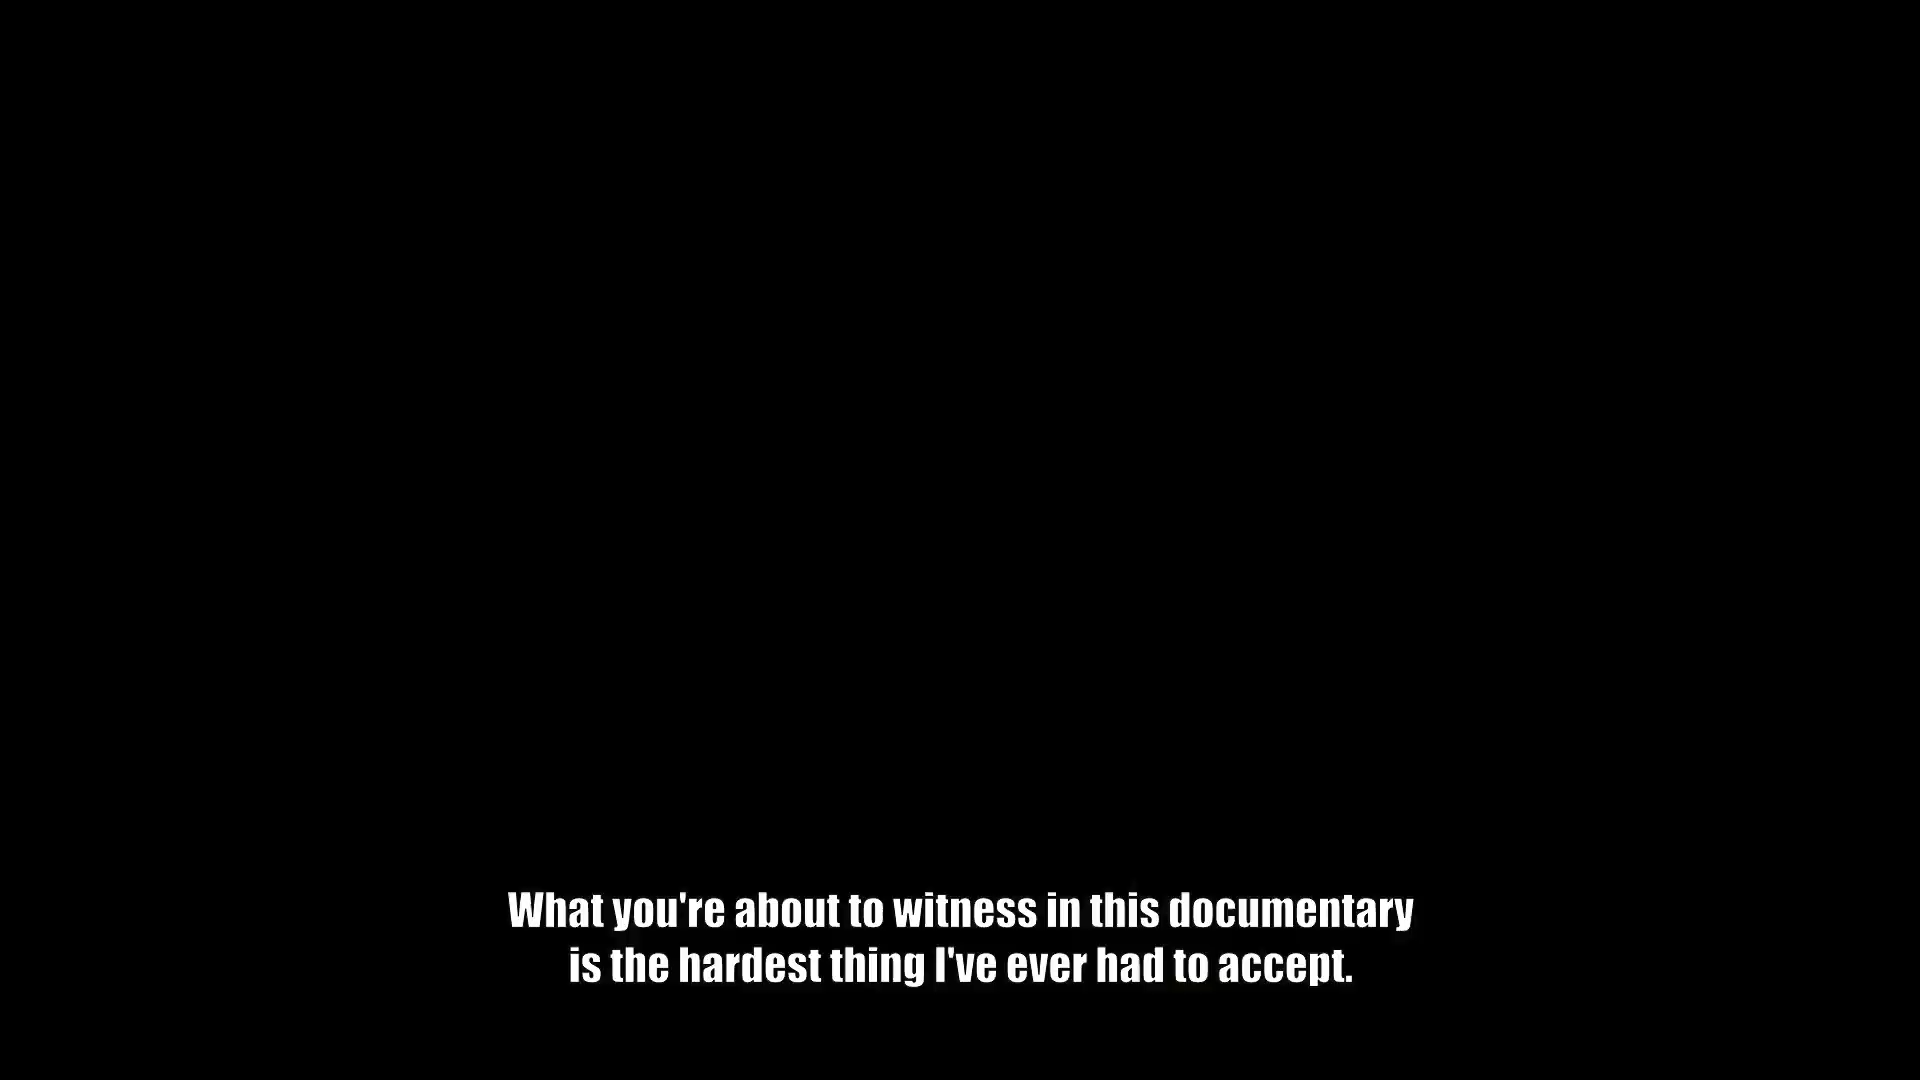 What you're about to witness in this documentary
is the hardest thing I've ever had to accept.